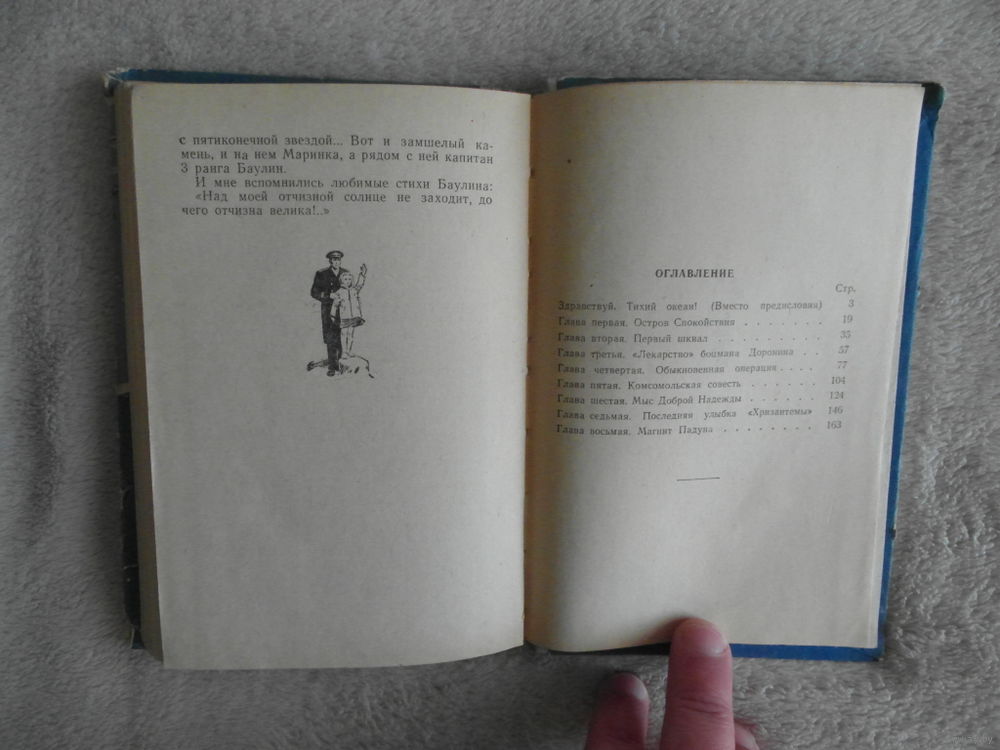 с пятиконечной звездой... Вот и замшелый ка-
мень, и на нем Маринка, а рядом с ней капитан
3 ранга Баулин.
И мне вспомнились любимые стихи Баулина:
«Над моей отчизной солнце не заходит, до
чего отчизна велика!..»
ОГЛАВЛЕНИЕ
Стр.
Здравствуй, Тихий океан! (Вместо предисловия) 3
Глава первая. Остров Спокойствия . . . . . . . 19
Глава вторая. Первый шквал . . . . . . . . 35
Глава третья. «Лекарство» боцмана Доронина . . 57
Глава четвертая. Обыкновенная операция . . . . 77
Глава пятая. Комсомольская совесть . . . . . . 104
Глава шестая. Мыс Доброй Надежды . . . . . . 124
Глава седьмая. Последняя улыбка «Хризантемы» 146
Глава восьмая. Магнит Падуна . . . . . . . . 163